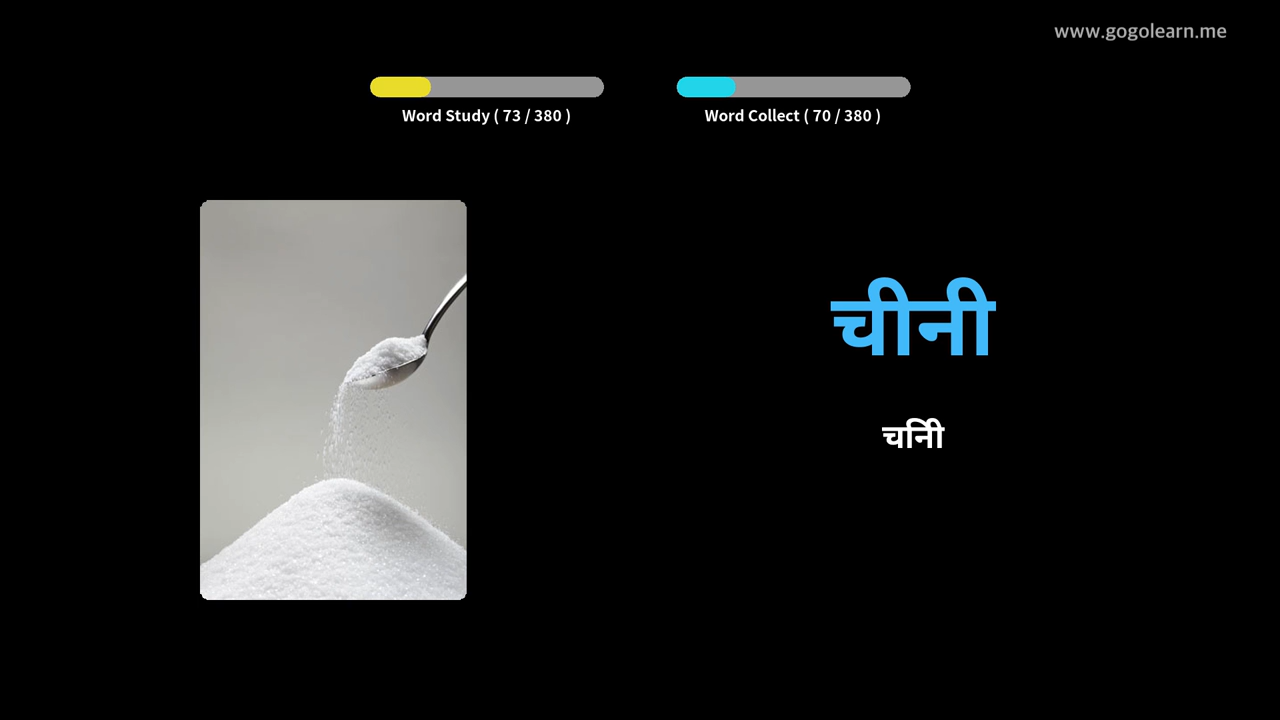 www.gogolearn.me
Word Study ( 73 / 380 )
Word Collect ( 70 / 380 )
चीनी
चनिी